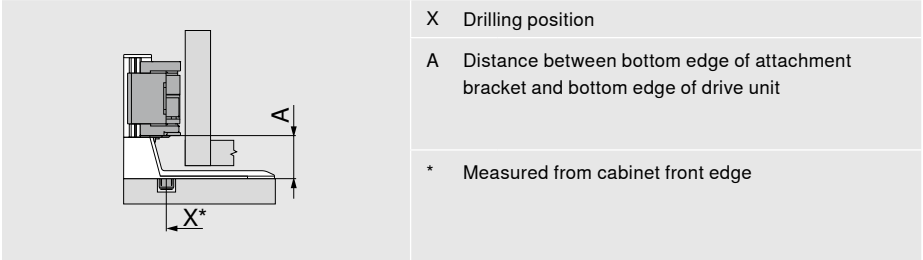 A
X*
X Drilling position
A Distance between bottom edge of attachment
bracket and bottom edge of drive unit
* Measured from cabinet front edge